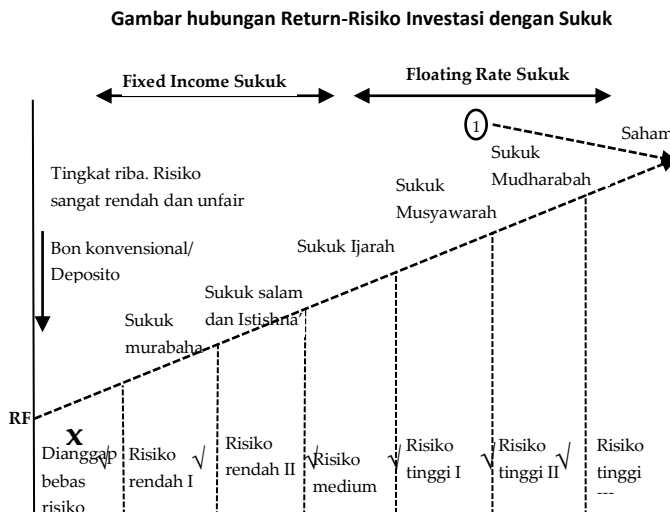 Gambar hubungan Return-Risiko Investasi dengan Sukuk
Fixed Income Sukuk
Floating Rate Sukuk
1
Saham
Tingkat riba. Risiko
sangat rendah dan unfair
Sukuk
Mudharabah
Sukuk
Musyawarah
Bon konvensional/
Deposito
Sukuk Ijarah
Sukuk salam
dan Istishna’
Sukuk
murabaha
RF
x
Dianggap
bebas
risiko
√
Risiko
rendah I
√
Risiko
rendah II
√
Risiko
medium
√
Risiko
tinggi I
√
Risiko
tinggi II
√
Risiko
tinggi